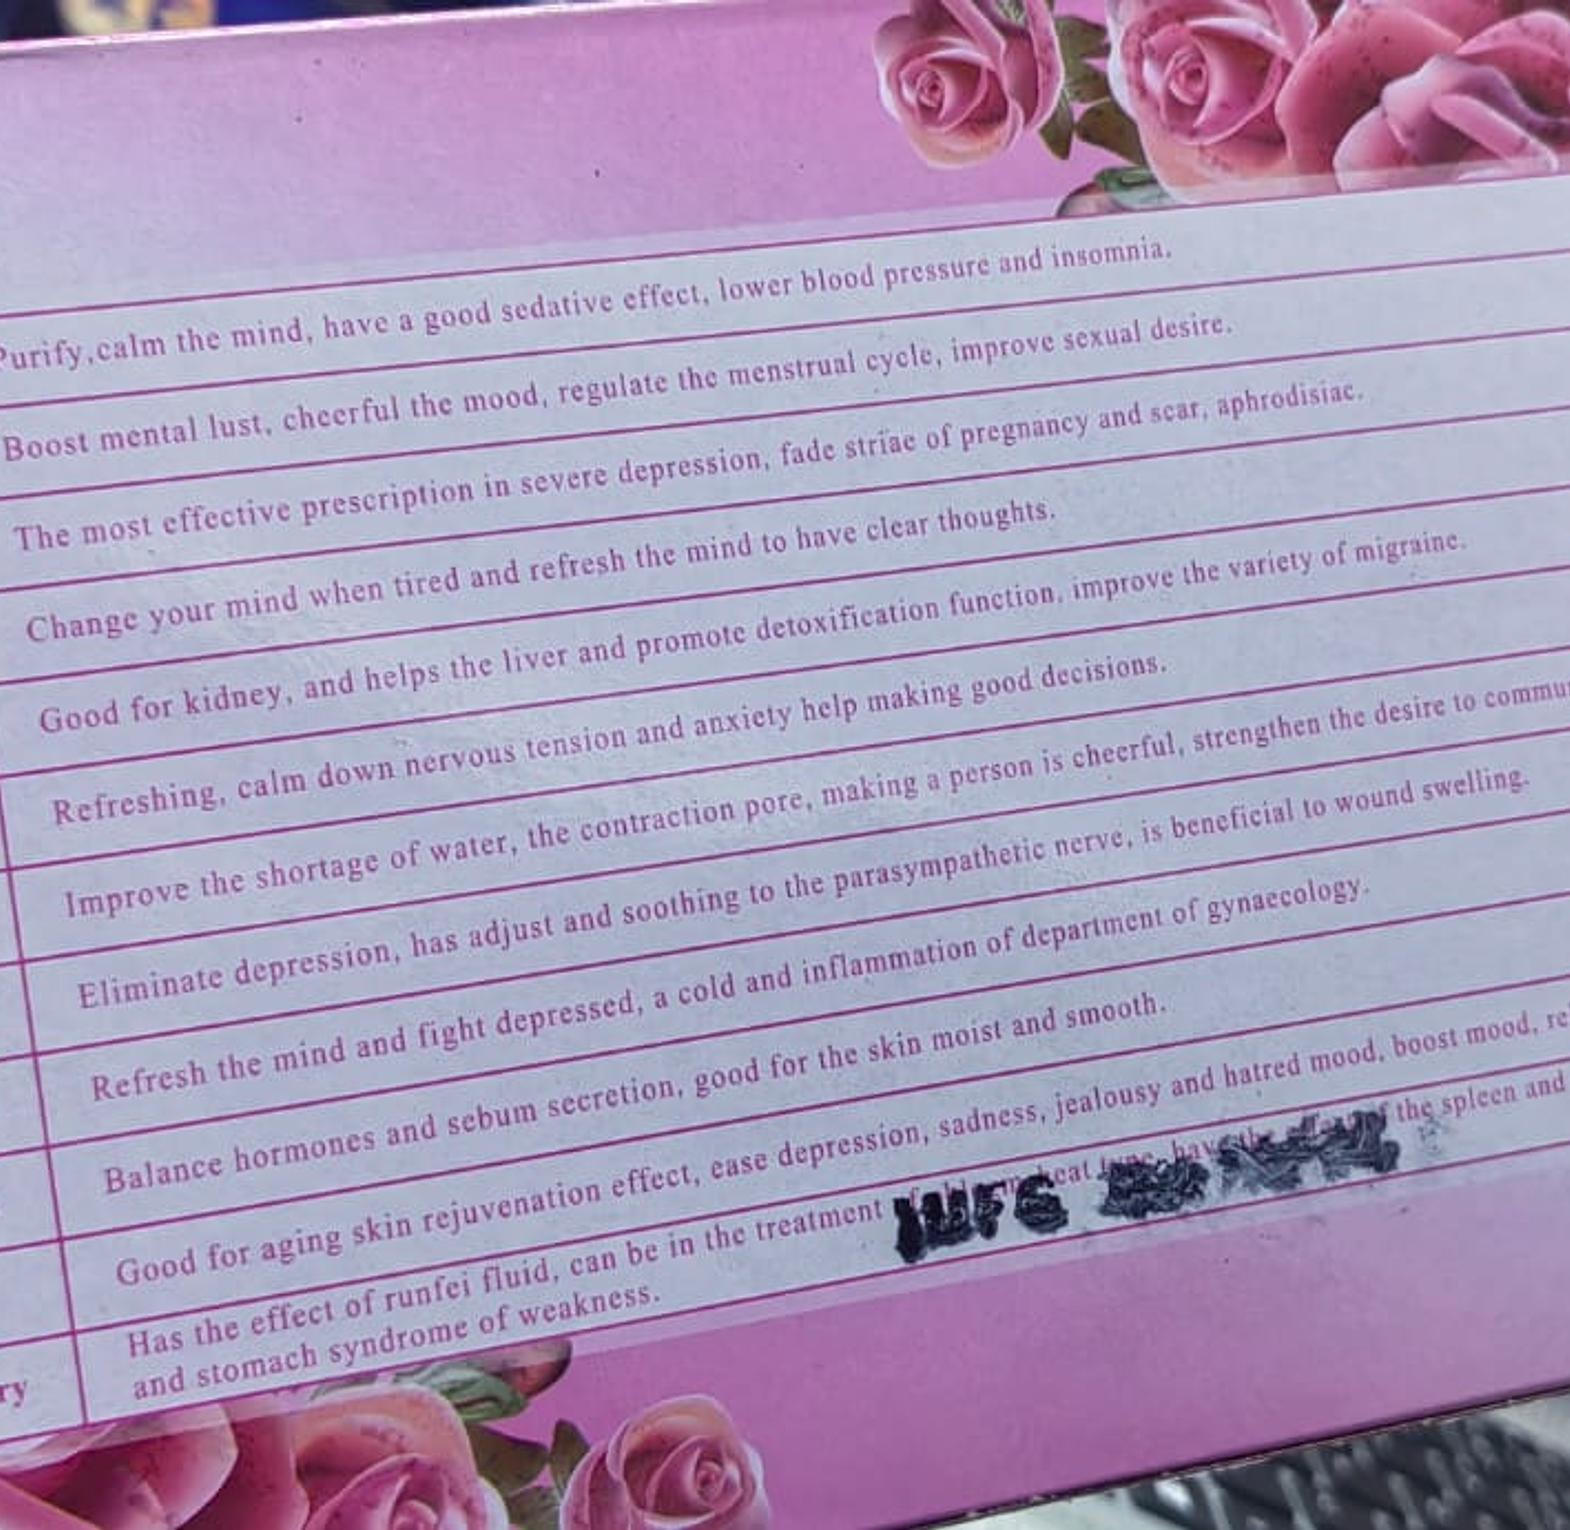 Purify,calm the mind, have a good sedative effect, lower blood pressure and insomnia.
Boost mental lust, cheerful the mood, regulate the menstrual cycle, improve sexual desire.
The most effective prescription in severe depression, fade striae of pregnancy and scar, aphrodisiac.
Change your mind when tired and refresh the mind to have clear thoughts.
Good for kidney, and helps the liver and promote detoxification function, improve the variety of migraine.
Refreshing, calm down nervous tension and anxiety help making good decisions.
Improve the shortage of water, the contraction pore, making a person is cheerful, strengthen the desire to commu
Eliminate depression, has adjust and soothing to the parasympathetic nerve, is beneficial to wound swelling.
Refresh the mind and fight depressed, a cold and inflammation of department of gynaecology.
Balance hormones and sebum secretion, good for the skin moist and smooth.
Good for aging skin rejuvenation effect, ease depression, sadness, jealousy and hatred mood, boost mood, re
ry
Has the effect of runfei fluid, can be in the treatment the spleen and
and stomach syndrome of weakness.